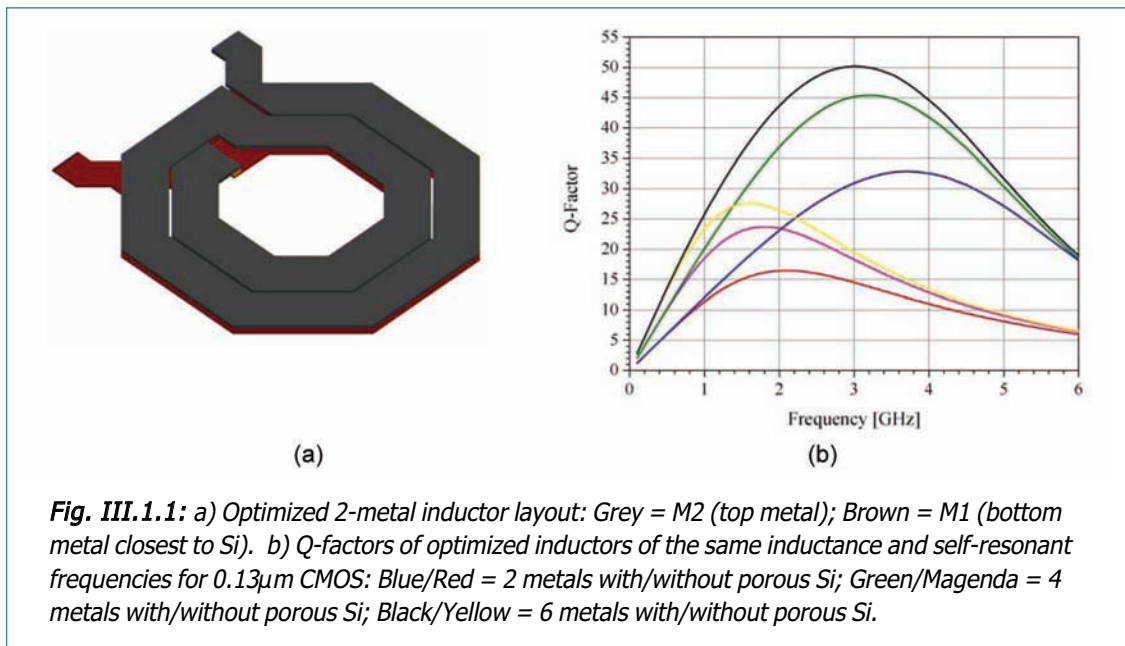 55
50
45
40
35
30
25
20
15
10
5
0
Q-Factor
0 1 2 3 4 5 6
Frequency [GHz]
(a) (b)
Fig. III.1.1: a) Optimized 2-metal inductor layout: Grey = M2 (top metal); Brown = M1 (bottom
metal closest to Si). b) Q-factors of optimized inductors of the same inductance and self-resonant
frequencies for 0.13µm CMOS: Blue/Red = 2 metals with/without porous Si; Green/Magenda = 4
metals with/without porous Si; Black/Yellow = 6 metals with/without porous Si.